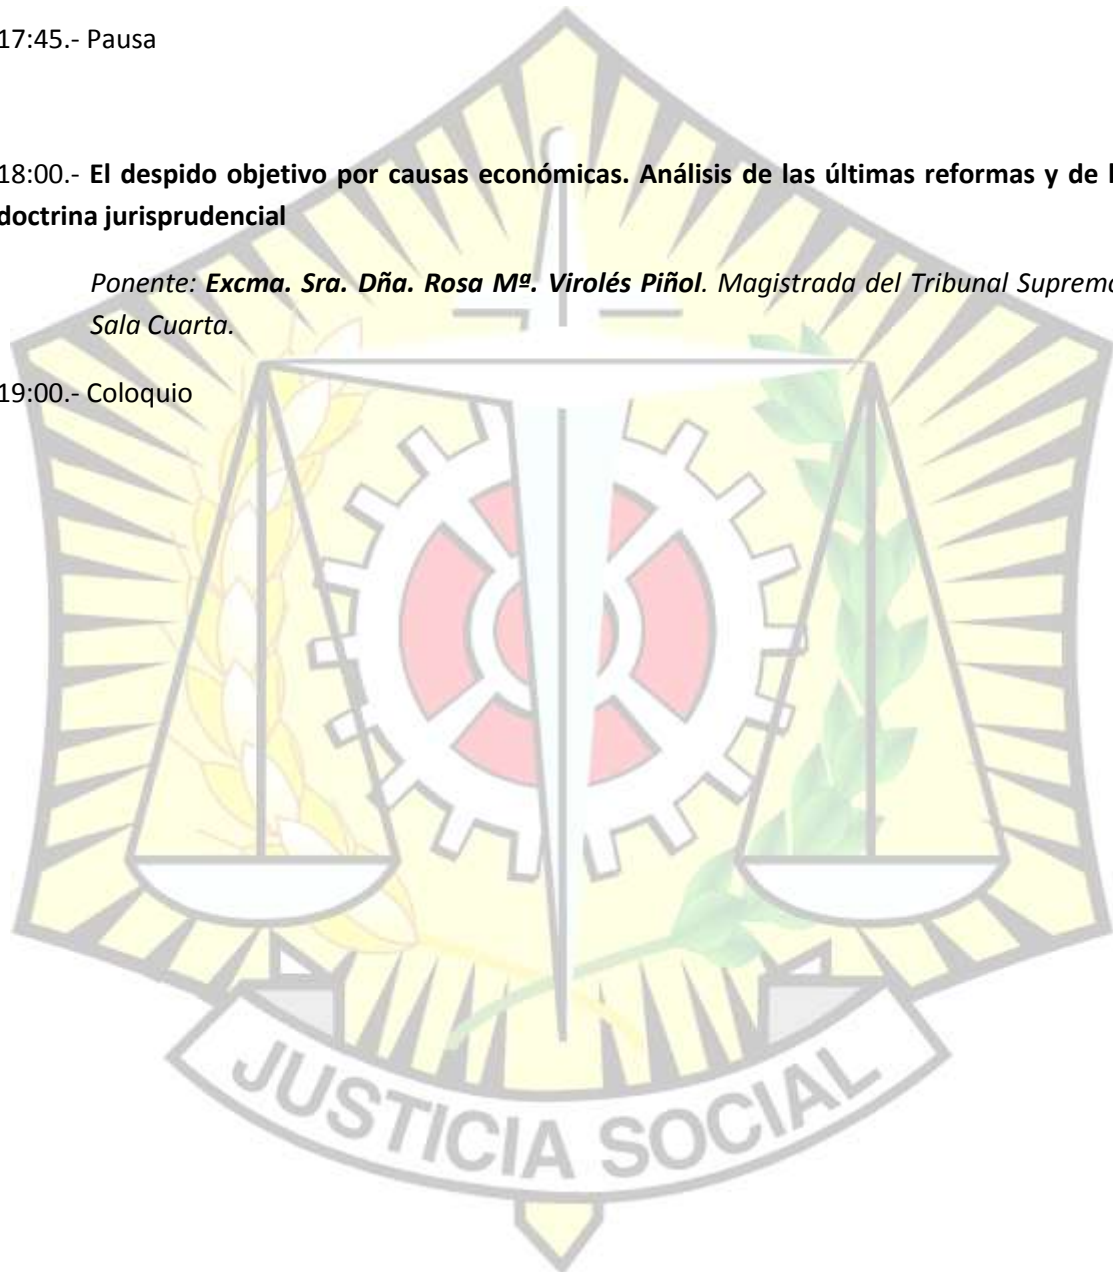 17:45.- Pausa
18:00.- El despido objetivo por causas económicas. Análisis de las últimas reformas y de l
doctrina jurisprudencial
Ponente: Excma. Sra. Dña. Rosa Mª. Virolés Piñol. Magistrada del Tribunal Supremo
Sala Cuarta.
19:00.- Coloquio
JUSTICIA SOCIAL